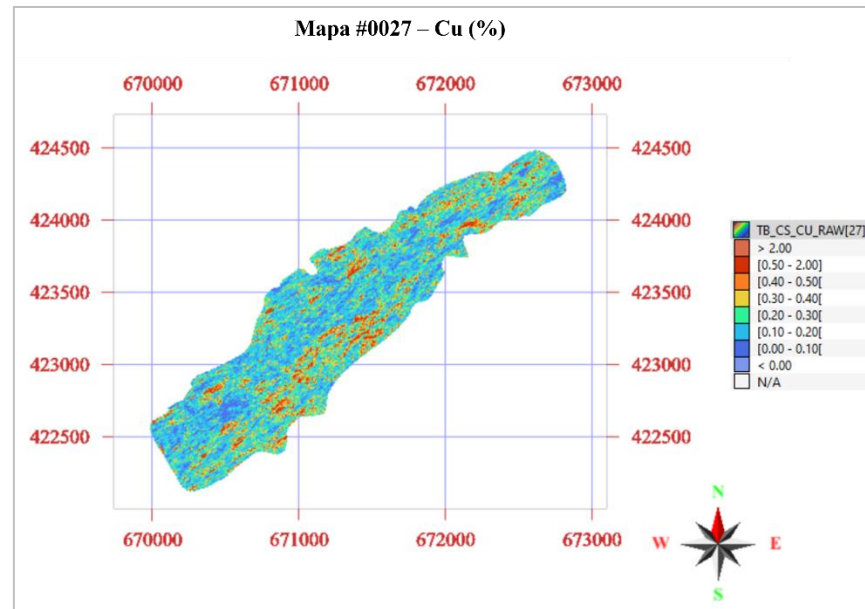 Mapa #0027 – Cu (%)
670000 671000 672000 673000
424500 424500
424000 424000
423500 423500
423000 423000
422500 422500
670000 671000 672000 673000
TB_CS_CU_RAW[27]
> 2.00
[0.50 - 2.00]
[0.40 - 0.50[
[0.30 - 0.40[
[0.20 - 0.30[
[0.10 - 0.20[
[0.00 - 0.10[
< 0.00
N/A
N
W E
S